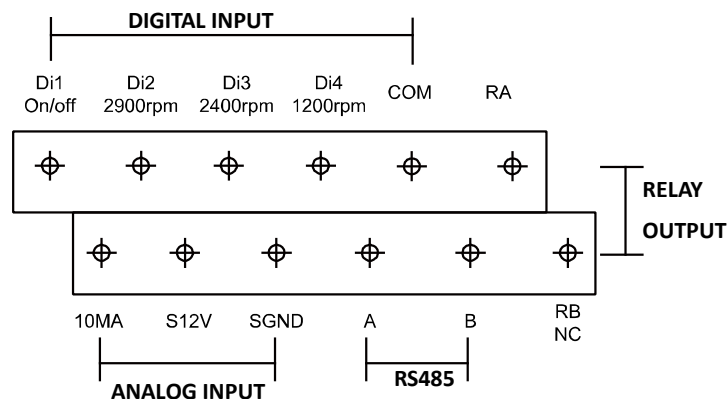 DIGITAL INPUT
Di1 Di2 Di3 Di4 COM RA
On/off 2900rpm 2400rpm 1200rpm
RELAY
OUTPUT
10MA S12V SGND A B RB
NC
ANALOG INPUT RS485